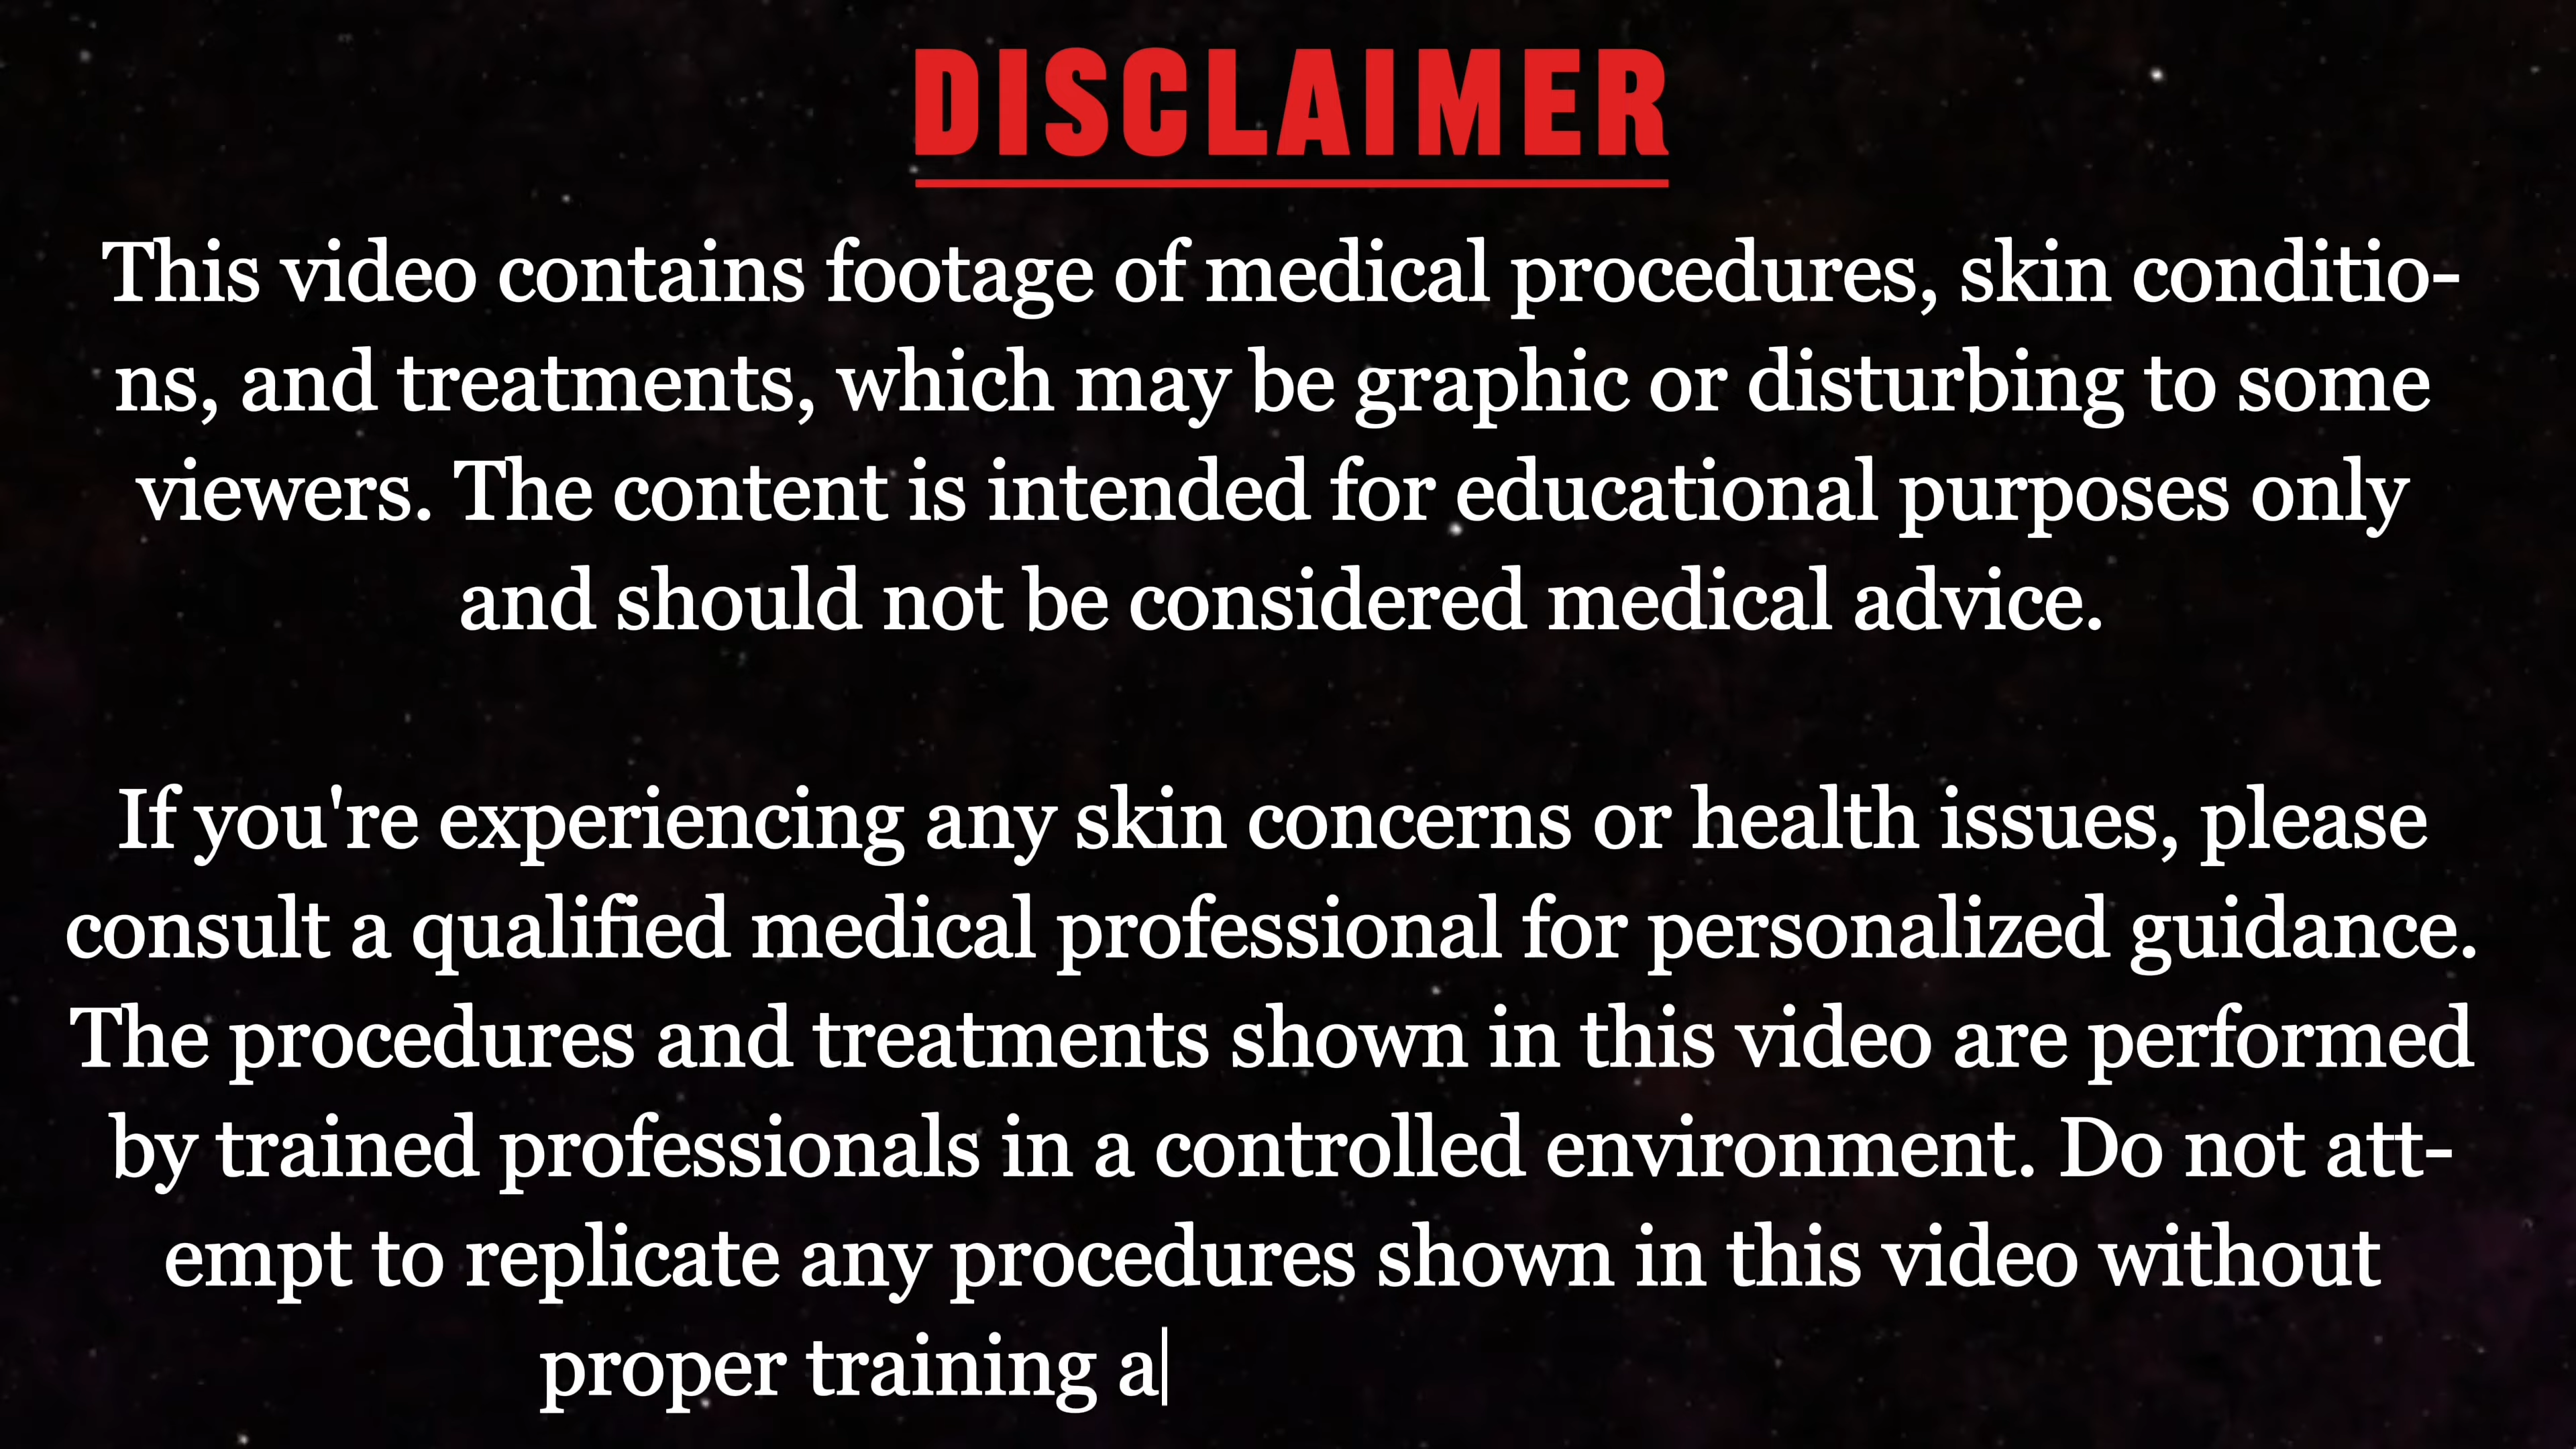 DISCLAIMER
This video contains footage of medical procedures, skin conditio-
ns, and treatments, which may be graphic or disturbing to some
viewers. The content is intended for educational purposes only
and should not be considered medical advice.
If you're experiencing any skin concerns or health issues, please
consult a qualified medical professional for personalized guidance.
The procedures and treatments shown in this video are performed
by trained professionals in a controlled environment. Do not att-
empt to replicate any procedures shown in this video without
proper training a